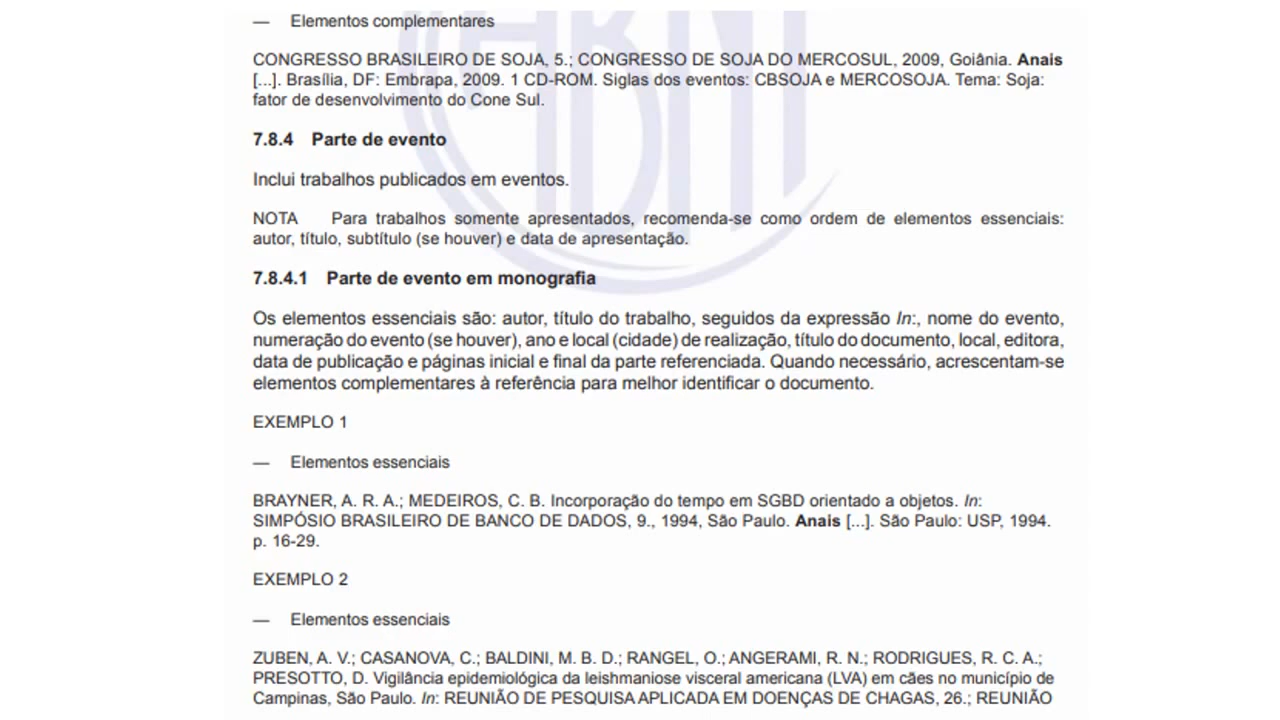 — Elementos complementares
CONGRESSO BRASILEIRO DE SOJA, 5.; CONGRESSO DE SOJA DO MERCOSUL, 2009, Goiânia. Anais
[...]. Brasília, DF: Embrapa, 2009. 1 CD-ROM. Siglas dos eventos: CBSOJA e MERCOSOJA. Tema: Soja:
fator de desenvolvimento do Cone Sul.
7.8.4 Parte de evento
Inclui trabalhos publicados em eventos.
NOTA Para trabalhos somente apresentados, recomenda-se como ordem de elementos essenciais:
autor, título, subtítulo (se houver) e data de apresentação.
7.8.4.1 Parte de evento em monografia
Os elementos essenciais são: autor, título do trabalho, seguidos da expressão In:, nome do evento,
numeração do evento (se houver), ano e local (cidade) de realização, título do documento, local, editora,
data de publicação e páginas inicial e final da parte referenciada. Quando necessário, acrescentam-se
elementos complementares à referência para melhor identificar o documento.
EXEMPLO 1
— Elementos essenciais
BRAYNER, A. R. A.; MEDEIROS, C. B. Incorporação do tempo em SGBD orientado a objetos. In:
SIMPÓSIO BRASILEIRO DE BANCO DE DADOS, 9., 1994, São Paulo. Anais [...]. São Paulo: USP, 1994.
p. 16-29.
EXEMPLO 2
— Elementos essenciais
ZUBEN, A. V.; CASANOVA, C.; BALDINI, M. B. D.; RANGEL, O.; ANGERAMI, R. N.; RODRIGUES, R. C. A.;
PRESOTTO, D. Vigilância epidemiológica da leishmaniose visceral americana (LVA) em cães no município de
Campinas, São Paulo. In: REUNIÃO DE PESQUISA APLICADA EM DOENÇAS DE CHAGAS, 26.; REUNIÃO